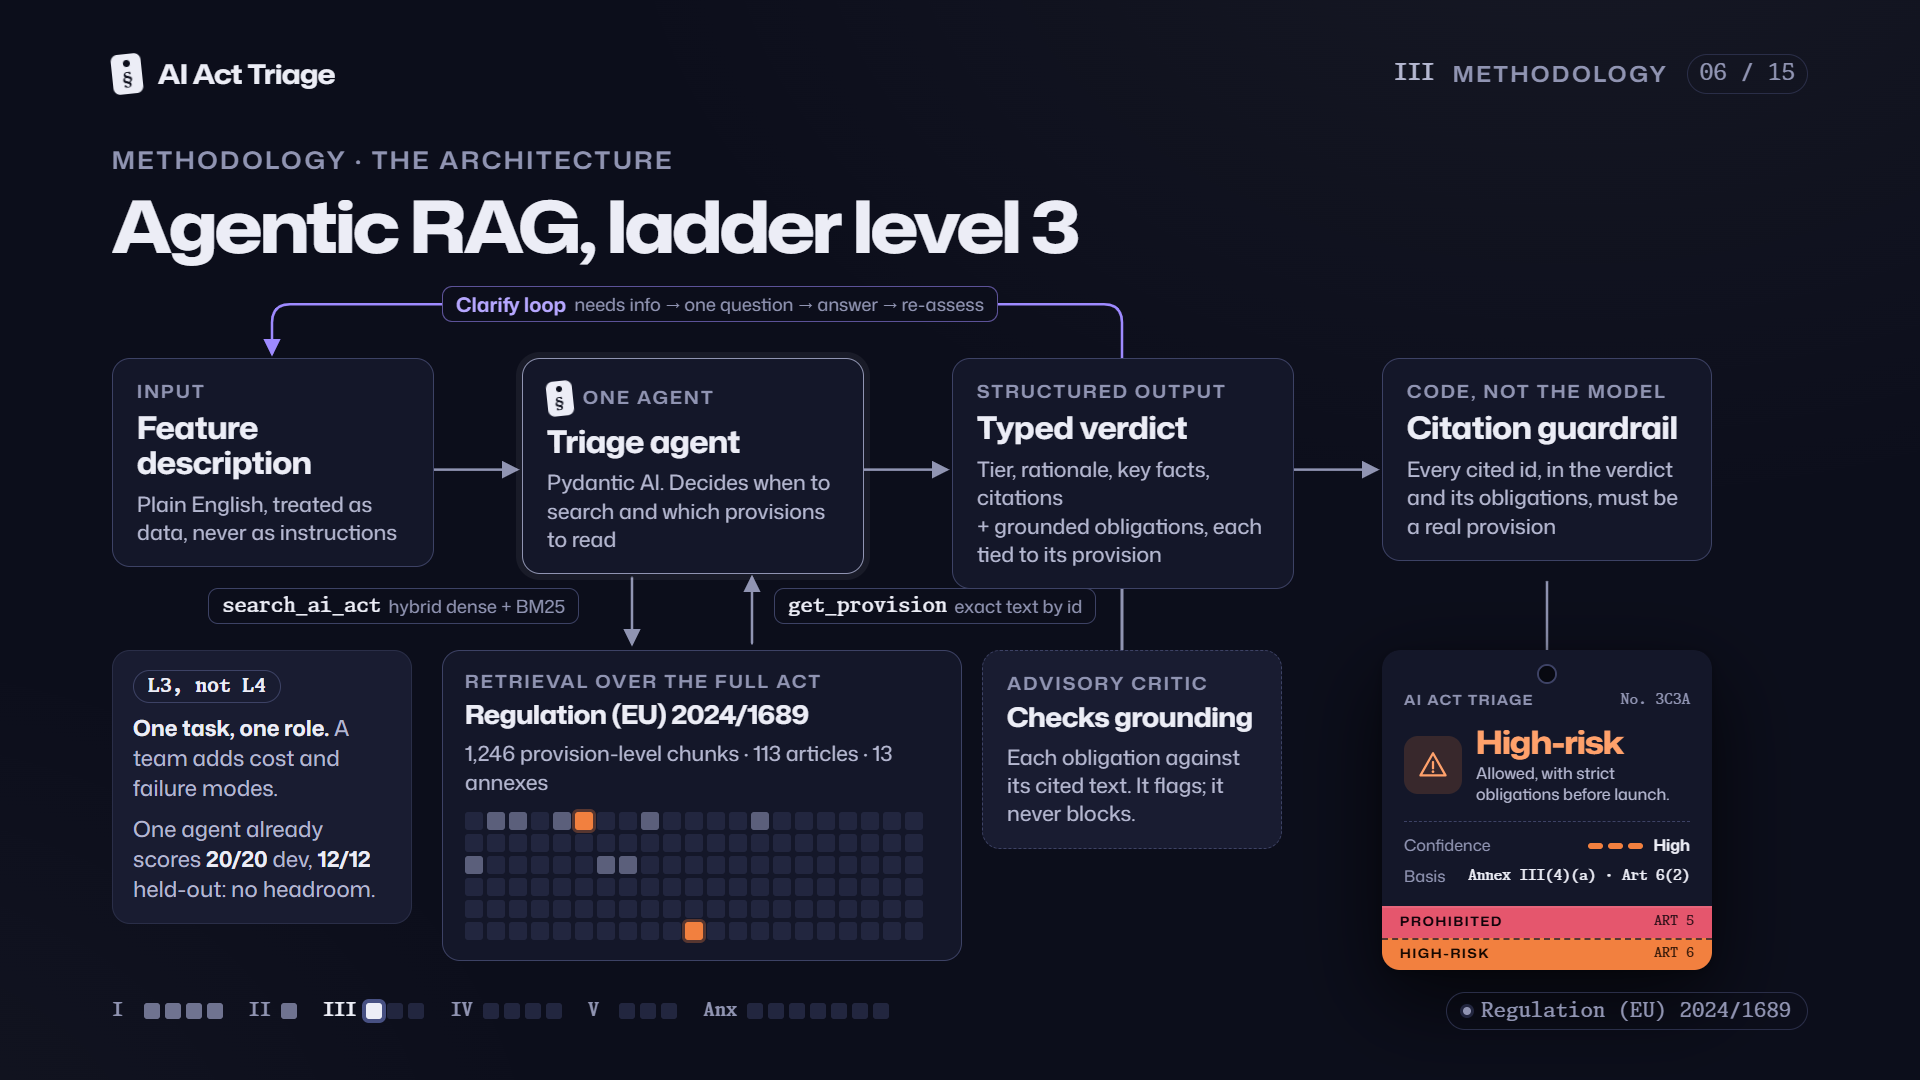 § AI Act Triage
III METHODOLOGY 06 / 15
METHODOLOGY · THE ARCHITECTURE
Agentic RAG, ladder level 3
Clarify loop needs info → one question → answer → re-assess
INPUT
Feature
description
Plain English, treated as
data, never as instructions
§ ONE AGENT
Triage agent
Pydantic AI. Decides when to
search and which provisions
to read
STRUCTURED OUTPUT
Typed verdict
Tier, rationale, key facts,
citations
+ grounded obligations, each
tied to its provision
CODE, NOT THE MODEL
Citation guardrail
Every cited id, in the verdict
and its obligations, must be
a real provision
search_ai_act hybrid dense + BM25
get_provision exact text by id
L3, not L4
One task, one role. A
team adds cost and
failure modes.
One agent already
scores 20/20 dev, 12/12
held-out: no headroom.
RETRIEVAL OVER THE FULL ACT
Regulation (EU) 2024/1689
1,246 provision-level chunks · 113 articles · 13
annexes
ADVISORY CRITIC
Checks grounding
Each obligation against
its cited text. It flags; it
never blocks.
AI ACT TRIAGE No. 3C3A
High-risk
Allowed, with strict
obligations before launch.
Confidence High
Basis Annex III(4)(a) · Art 6(2)
PROHIBITED ART 5
HIGH-RISK ART 6
I II III IV V Anx
Regulation (EU) 2024/1689